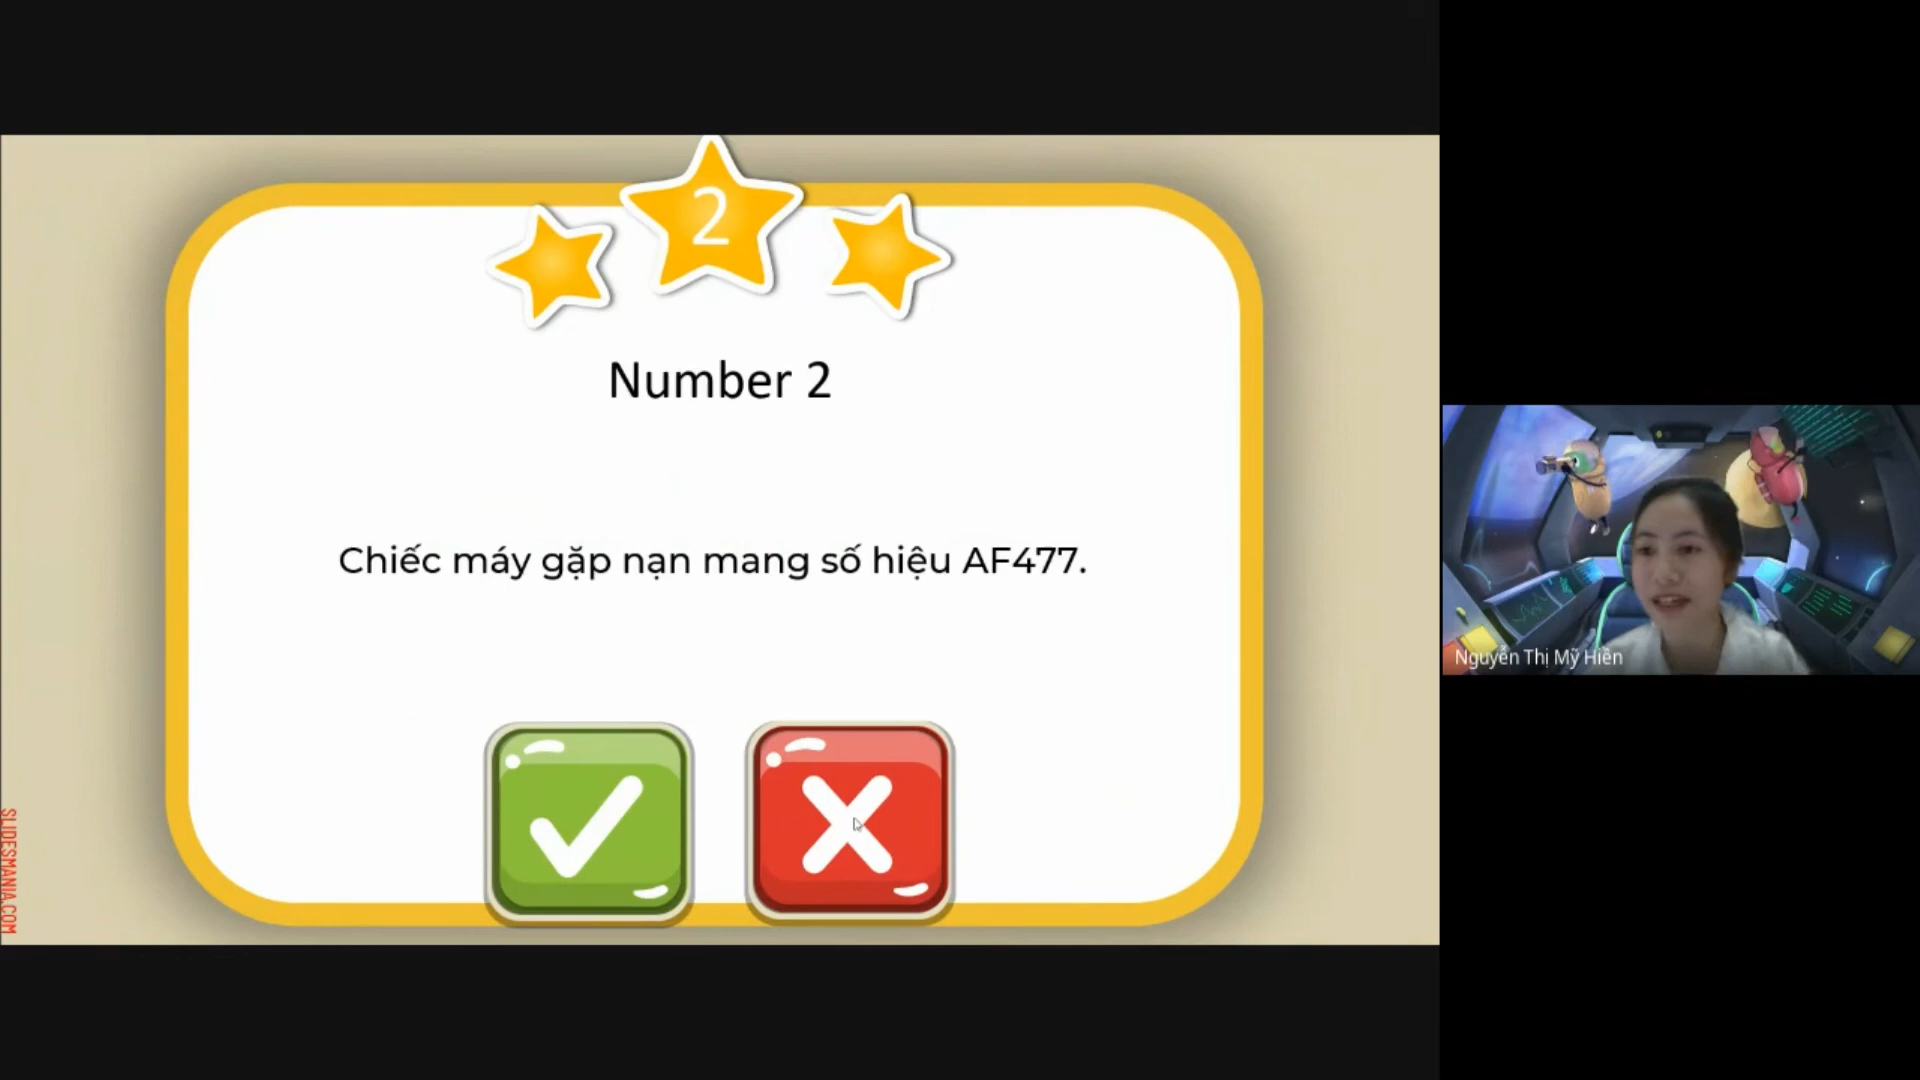 2
Number 2
Chiếc máy gặp nạn mang số hiệu AF477.
SLIDESMANIA.COM
Nguyễn Thị Mỹ Hiền